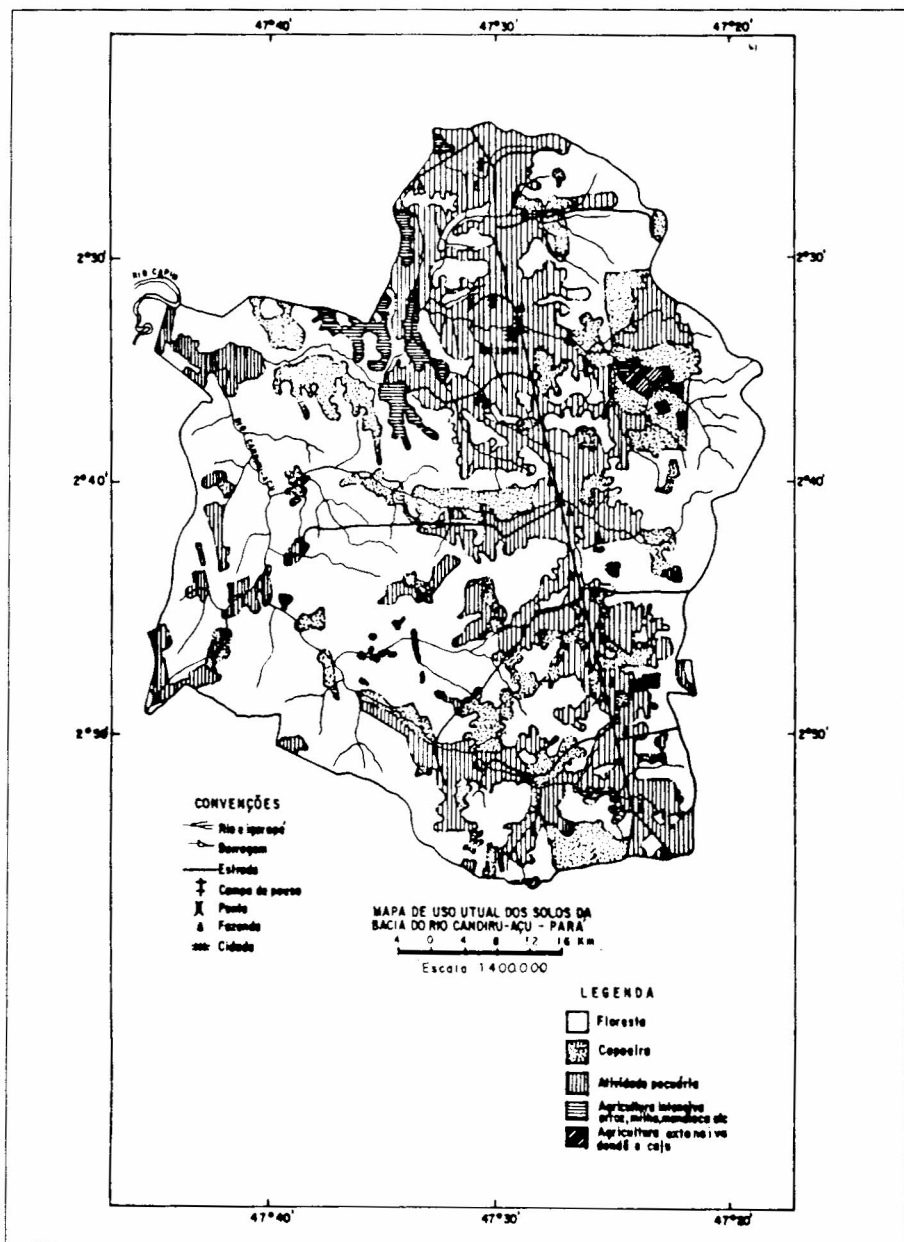 47°40'
47°30'
47°20'
2°30'
2°30'
RIO CAPIM
2°40'
2°40'
2°50'
2°50'
CONVENÇÕES
Rio e igarapé
Barragem
Estrada
Campo de pouso
Ponte
Fazenda
Cidade
MAPA DE USO UTUAL DOS SOLOS DA
BACIA DO RIO CANDIRU-AÇU - PARÁ
4 0 4 8 12 16 Km
Escala 1:400.000
LEGENDA
Floresta
Capoeira
Atividade pecuária
Agricultura intensiva
arroz, milho, mandioca etc
Agricultura extensiva
dendê e caju
47°40'
47°30'
47°20'